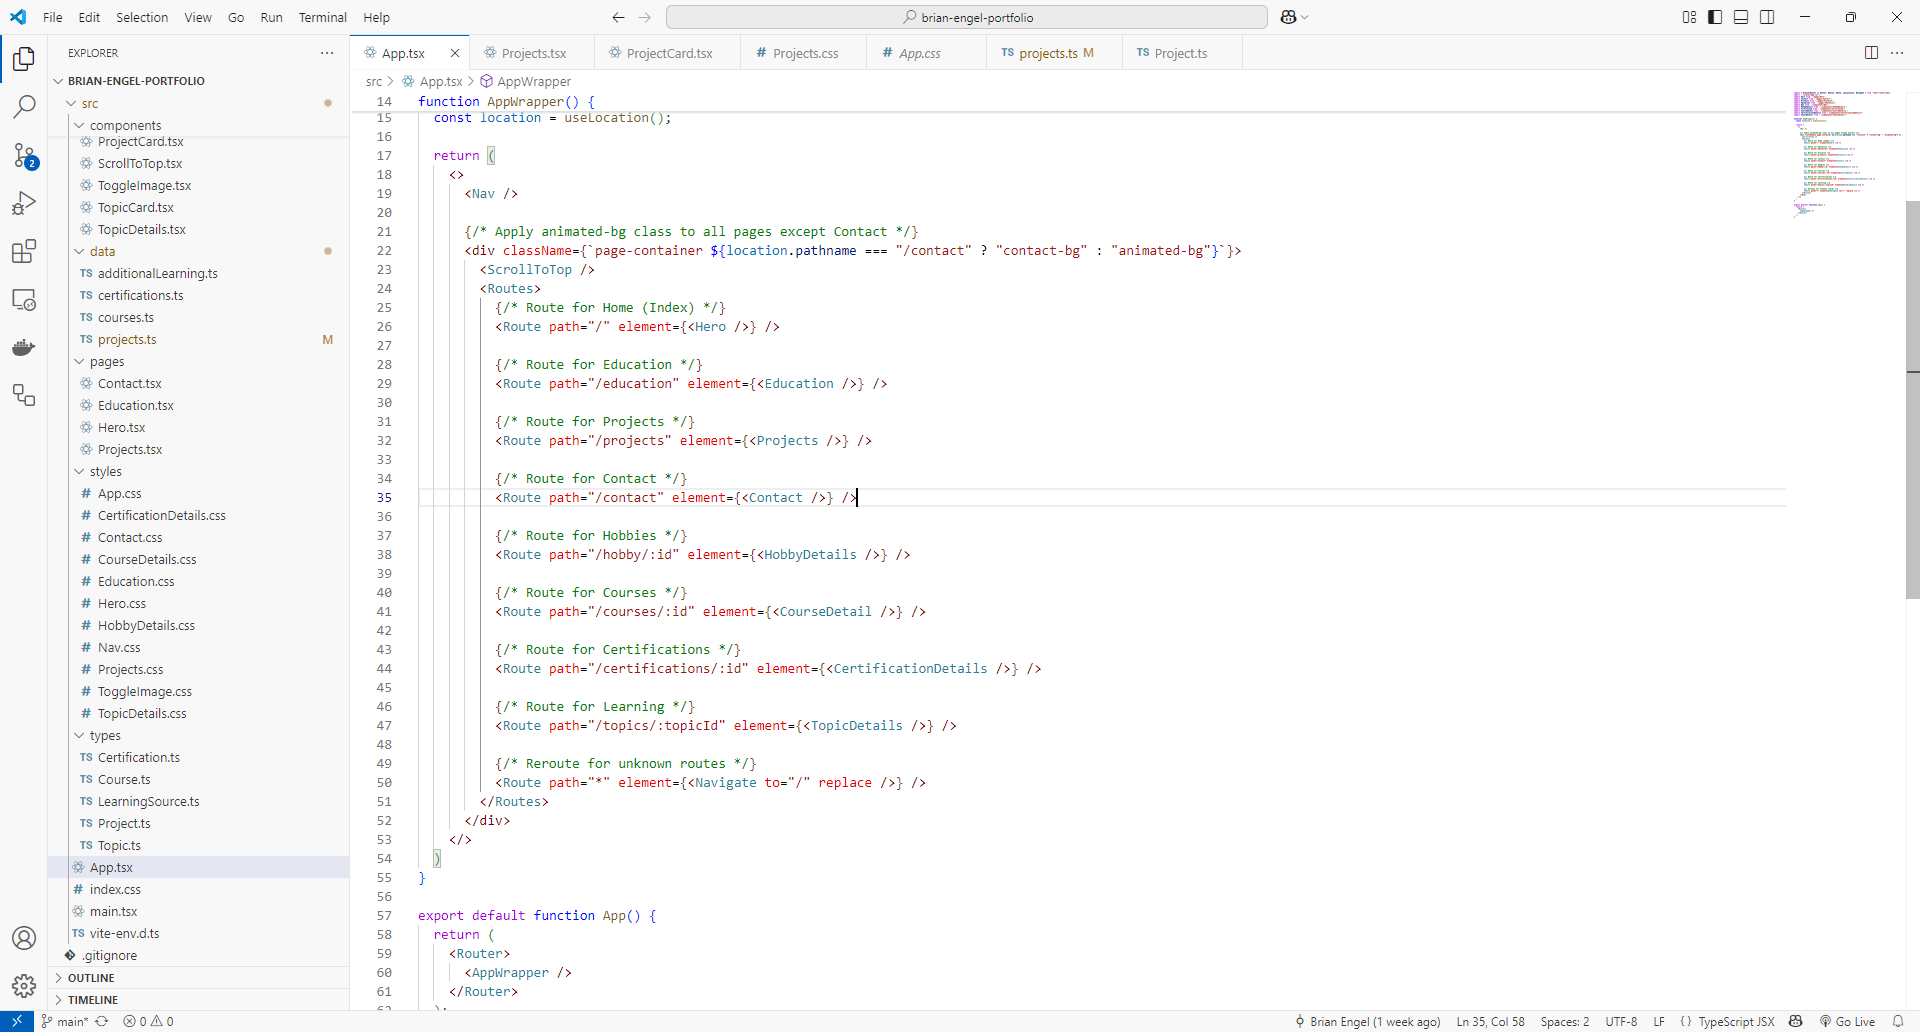 File Edit Selection View Go Run Terminal Help
brian-engel-portfolio
EXPLORER
BRIAN-ENGEL-PORTFOLIO
src
components
ProjectCard.tsx
ScrollToTop.tsx
ToggleImage.tsx
TopicCard.tsx
TopicDetails.tsx
data
TS additionalLearning.ts
TS certifications.ts
TS courses.ts
TS projects.ts M
pages
Contact.tsx
Education.tsx
Hero.tsx
Projects.tsx
styles
# App.css
# CertificationDetails.css
# Contact.css
# CourseDetails.css
# Education.css
# Hero.css
# HobbyDetails.css
# Nav.css
# Projects.css
# ToggleImage.css
# TopicDetails.css
types
TS Certification.ts
TS Course.ts
TS LearningSource.ts
TS Project.ts
TS Topic.ts
App.tsx
# index.css
main.tsx
TS vite-env.d.ts
.gitignore
OUTLINE
TIMELINE
2
App.tsx Projects.tsx ProjectCard.tsx # Projects.css # App.css TS projects.ts M TS Project.ts
src > App.tsx > AppWrapper
14 function AppWrapper() {
15 const location = useLocation();
16
17 return (
18 <>
19 <Nav />
20
21 {/* Apply animated-bg class to all pages except Contact */}
22 <div className={`page-container ${location.pathname === "/contact" ? "contact-bg" : "animated-bg"}`}>
23 <ScrollToTop />
24 <Routes>
25 {/* Route for Home (Index) */}
26 <Route path="/" element={<Hero />} />
27
28 {/* Route for Education */}
29 <Route path="/education" element={<Education />} />
30
31 {/* Route for Projects */}
32 <Route path="/projects" element={<Projects />} />
33
34 {/* Route for Contact */}
35 <Route path="/contact" element={<Contact />} />
36
37 {/* Route for Hobbies */}
38 <Route path="/hobby/:id" element={<HobbyDetails />} />
39
40 {/* Route for Courses */}
41 <Route path="/courses/:id" element={<CourseDetail />} />
42
43 {/* Route for Certifications */}
44 <Route path="/certifications/:id" element={<CertificationDetails />} />
45
46 {/* Route for Learning */}
47 <Route path="/topics/:topicId" element={<TopicDetails />} />
48
49 {/* Reroute for unknown routes */}
50 <Route path="*" element={<Navigate to="/" replace />} />
51 </Routes>
52 </div>
53 </>
54 )
55 }
56
57 export default function App() {
58 return (
59 <Router>
60 <AppWrapper />
61 </Router>
62 );
main* 0 0 Brian Engel (1 week ago) Ln 35, Col 58 Spaces: 2 UTF-8 LF {} TypeScript JSX Go Live